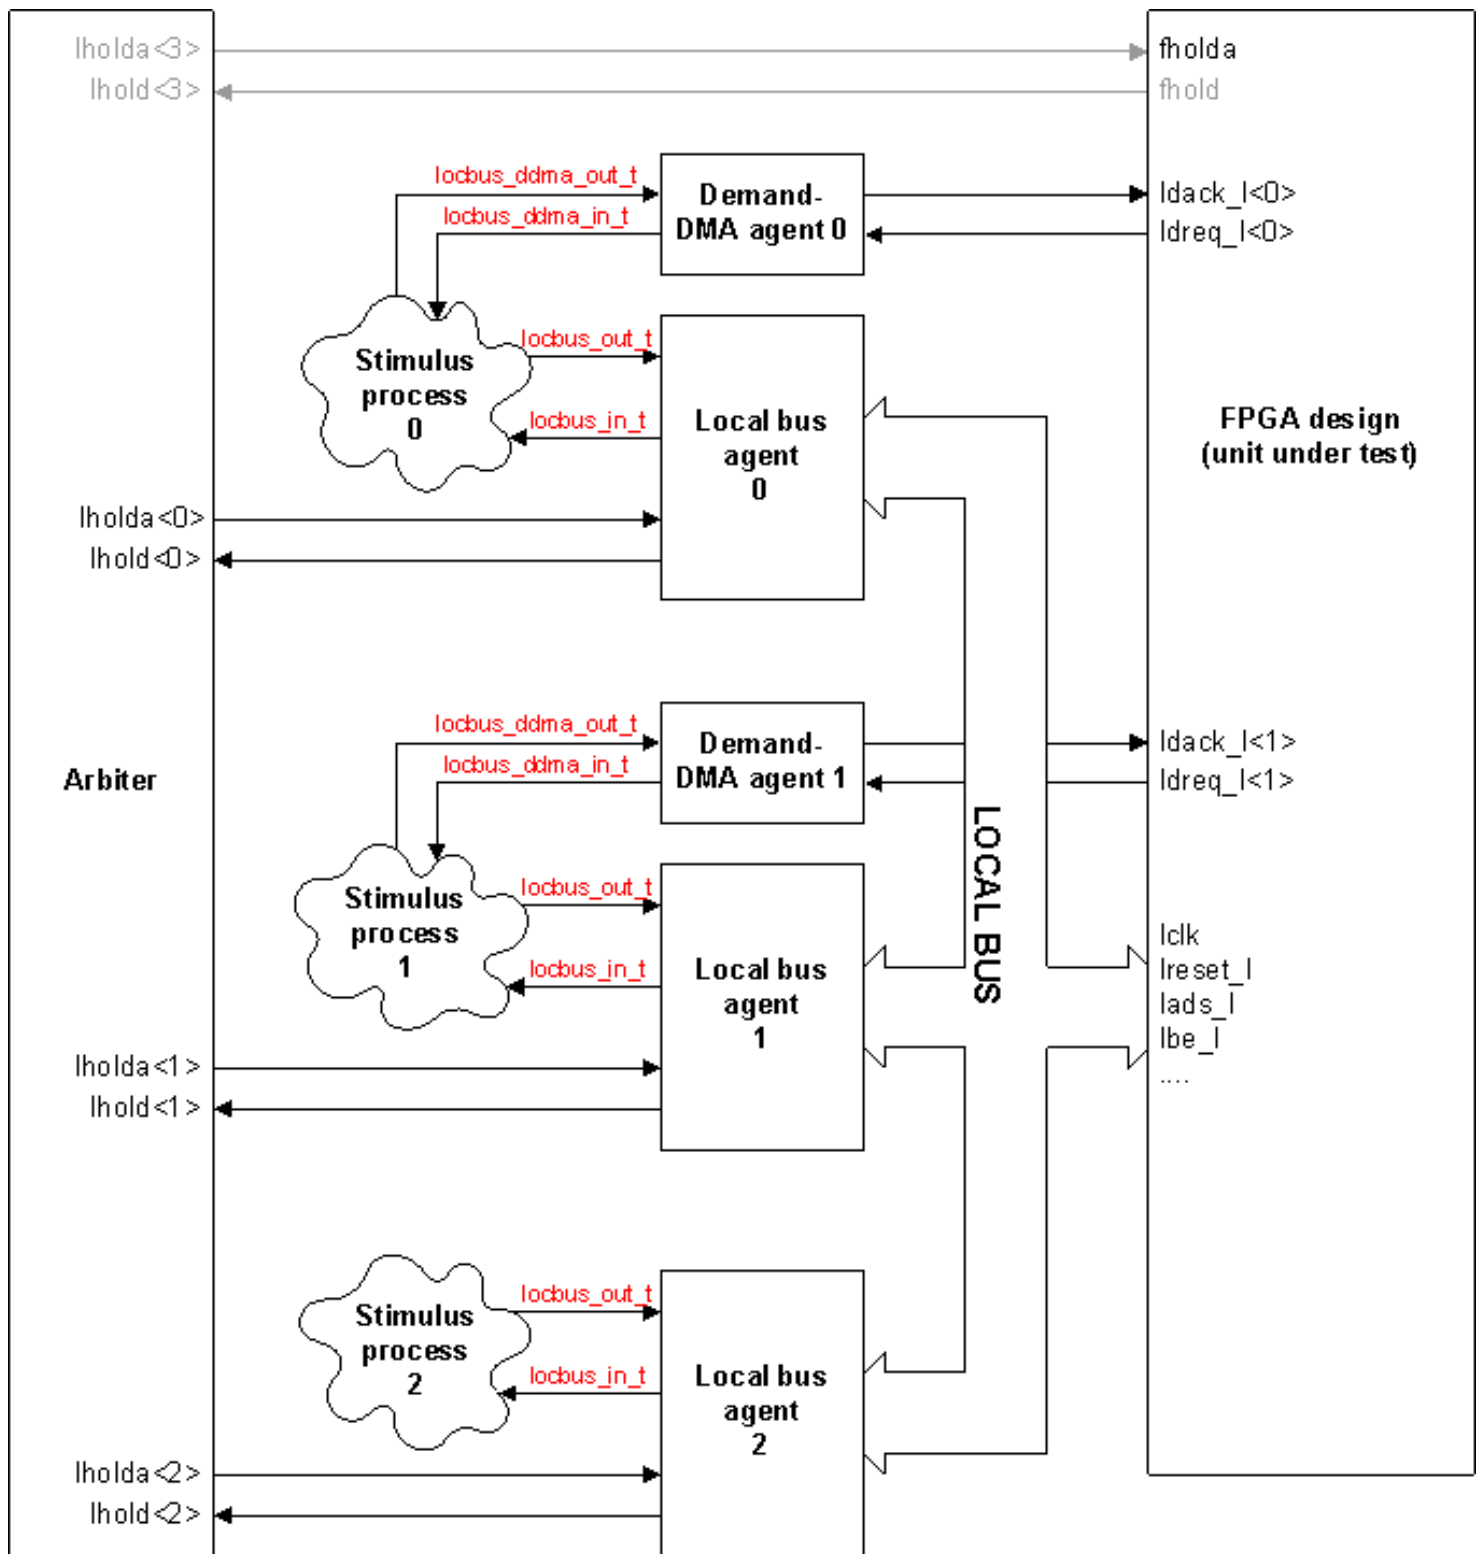 lholda<3>
fholda
lhold<3>
fhold
locbus_ddma_out_t
locbus_ddma_in_t
Demand-
DMA agent 0
ldack_l<0>
ldreq_l<0>
Stimulus
process
0
locbus_out_t
locbus_in_t
Local bus
agent
0
FPGA design
(unit under test)
lholda<0>
lhold<0>
locbus_ddma_out_t
locbus_ddma_in_t
Demand-
DMA agent 1
ldack_l<1>
ldreq_l<1>
Arbiter
LOCAL BUS
Stimulus
process
1
locbus_out_t
locbus_in_t
Local bus
agent
1
lclk
lreset_l
lads_l
lbe_l
....
lholda<1>
lhold<1>
Stimulus
process
2
locbus_out_t
locbus_in_t
Local bus
agent
2
lholda<2>
lhold<2>